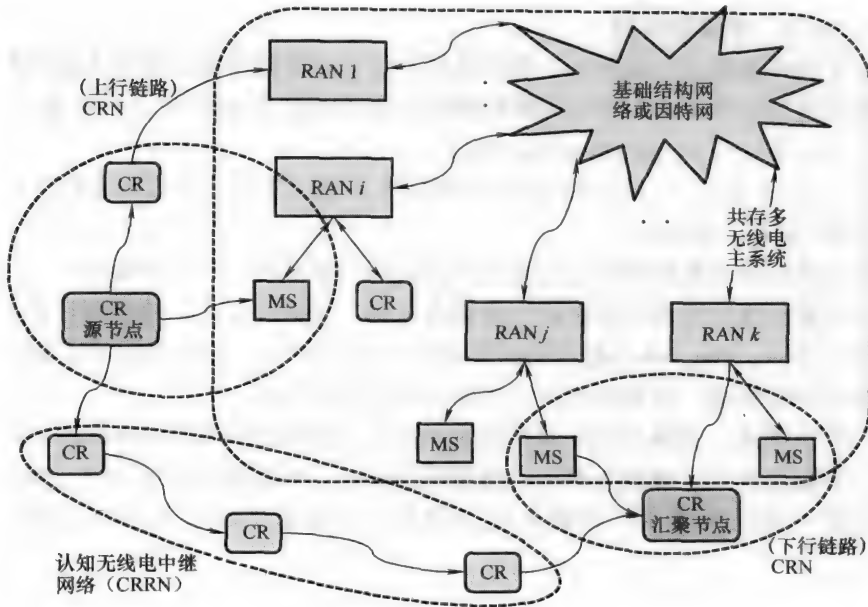 RAN 1
基础结构网
络或因特网
(上行链路)
CRN
CR
RAN i
共存多
无线电
主系统
CR
源节点
MS
CR
RAN j
RAN k
CR
MS
MS
MS
CR
汇聚节点
CR
(下行链路)
CRN
认知无线电中继
网络（CRRN）
CR